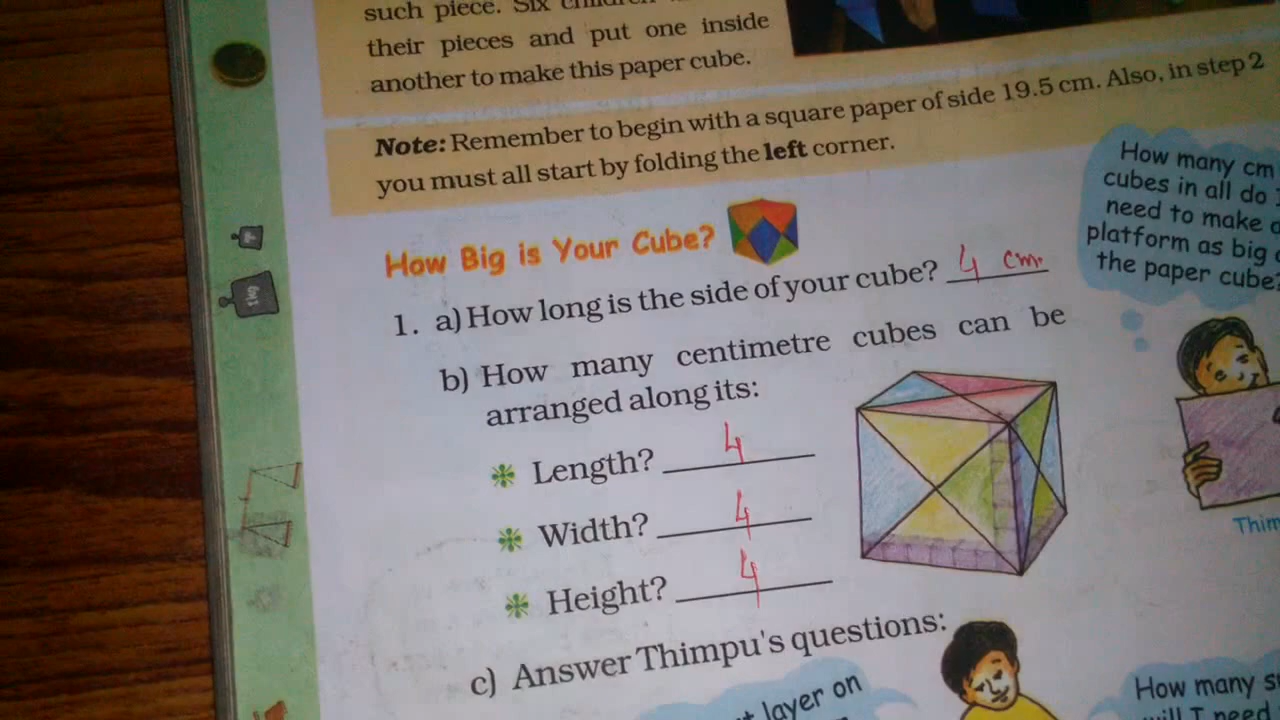 such piece. Six
their pieces and put one inside
another to make this paper cube.
Note: Remember to begin with a square paper of side 19.5 cm. Also, in step 2
you must all start by folding the left corner.
How many cm
cubes in all do
need to make
platform as big
the paper cube?
How Big is Your Cube?
1. a) How long is the side of your cube? 4 cm.
b) How many centimetre cubes can be
arranged along its:
Length? 4
Width? 4
Height? 4
1kg
c) Answer Thimpu's questions:
layer on
How many
will I need